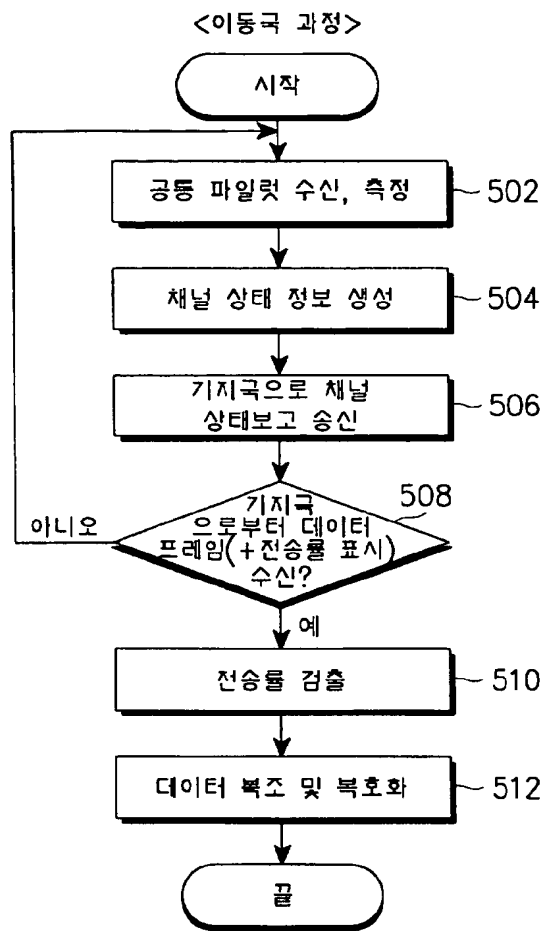 <이동국 과정>
시작
공통 파일럿 수신, 측정
502
채널 상태 정보 생성
504
기지국으로 채널
상태보고 송신
506
508
기지국
아니오
으로부터 데이터
프레임(+전송률 표시)
수신?
예
전송률 검출
510
데이터 복조 및 복호화
512
끝